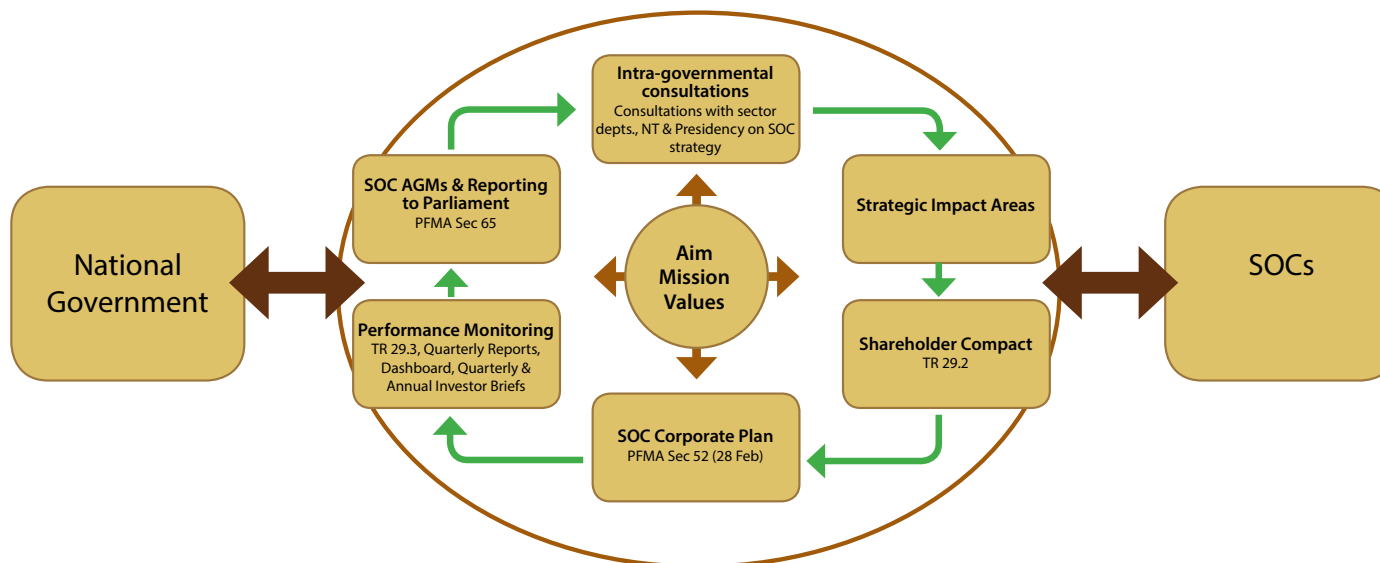 National
Government
Intra-governmental
consultations
Consultations with sector
depts., NT & Presidency on SOC
strategy
SOC AGMs & Reporting
to Parliament
PFMA Sec 65
Strategic Impact Areas
Aim
Mission
Values
Performance Monitoring
TR 29.3, Quarterly Reports,
Dashboard, Quarterly &
Annual Investor Briefs
Shareholder Compact
TR 29.2
SOC Corporate Plan
PFMA Sec 52 (28 Feb)
SOCs